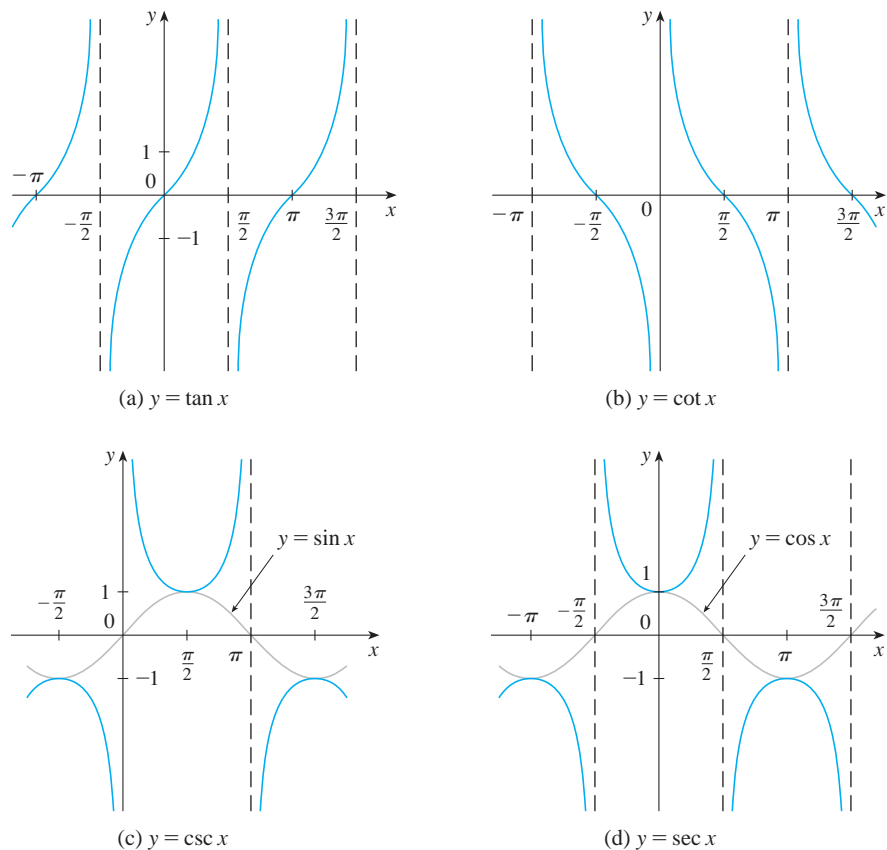 y
1
−π
0
−π/2
π/2
π
3π/2
x
−1
(a) y = tan x
y
−π
−π/2
0
π/2
π
3π/2
x
(b) y = cot x
y
y = sin x
1
−π/2
0
3π/2
π/2
π
x
−1
(c) y = csc x
y
y = cos x
1
−π
−π/2
0
3π/2
π/2
π
x
−1
(d) y = sec x